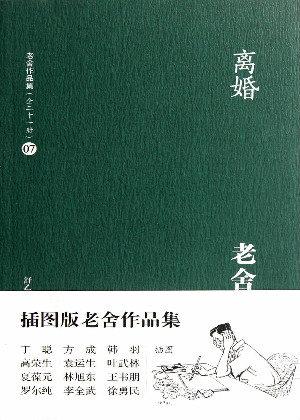 离婚
老舍
老舍作品集(全三十一册)
07
舒乙
插图版老舍作品集
丁聪 方成 韩羽 插图
高荣生 袁运生 叶武林
夏葆元 林旭东 王书朋
罗尔纯 李全武 徐勇民